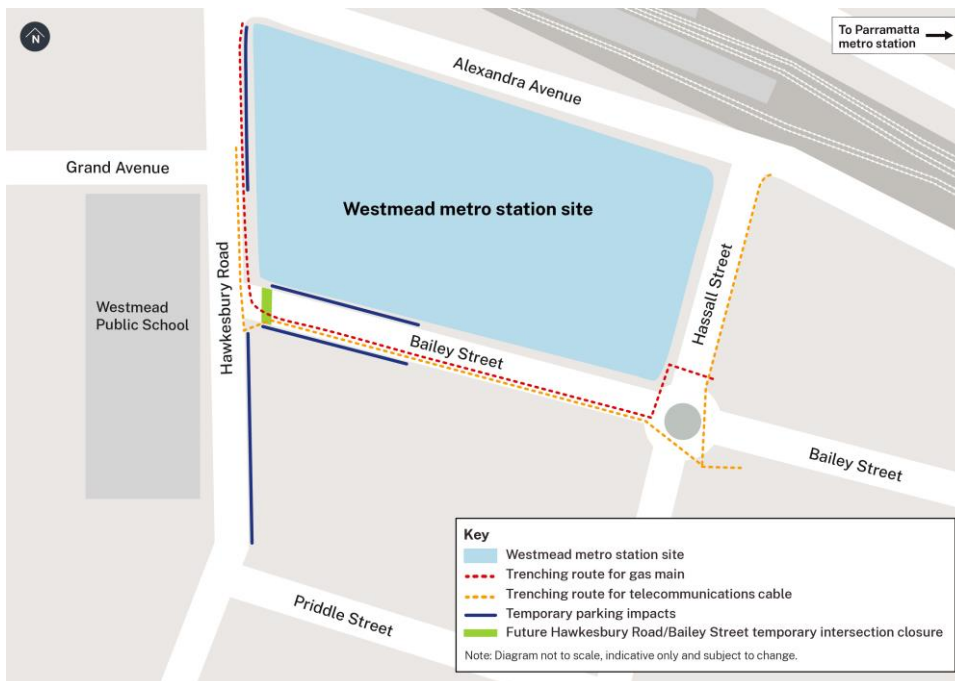 N
To Parramatta
metro station
Alexandra Avenue
Grand Avenue
Westmead metro station site
Hawkesbury Road
Hassall Street
Westmead
Public School
Bailey Street
Bailey Street
Priddle Street
Key
Westmead metro station site
Trenching route for gas main
Trenching route for telecommunications cable
Temporary parking impacts
Future Hawkesbury Road/Bailey Street temporary intersection closure
Note: Diagram not to scale, indicative only and subject to change.